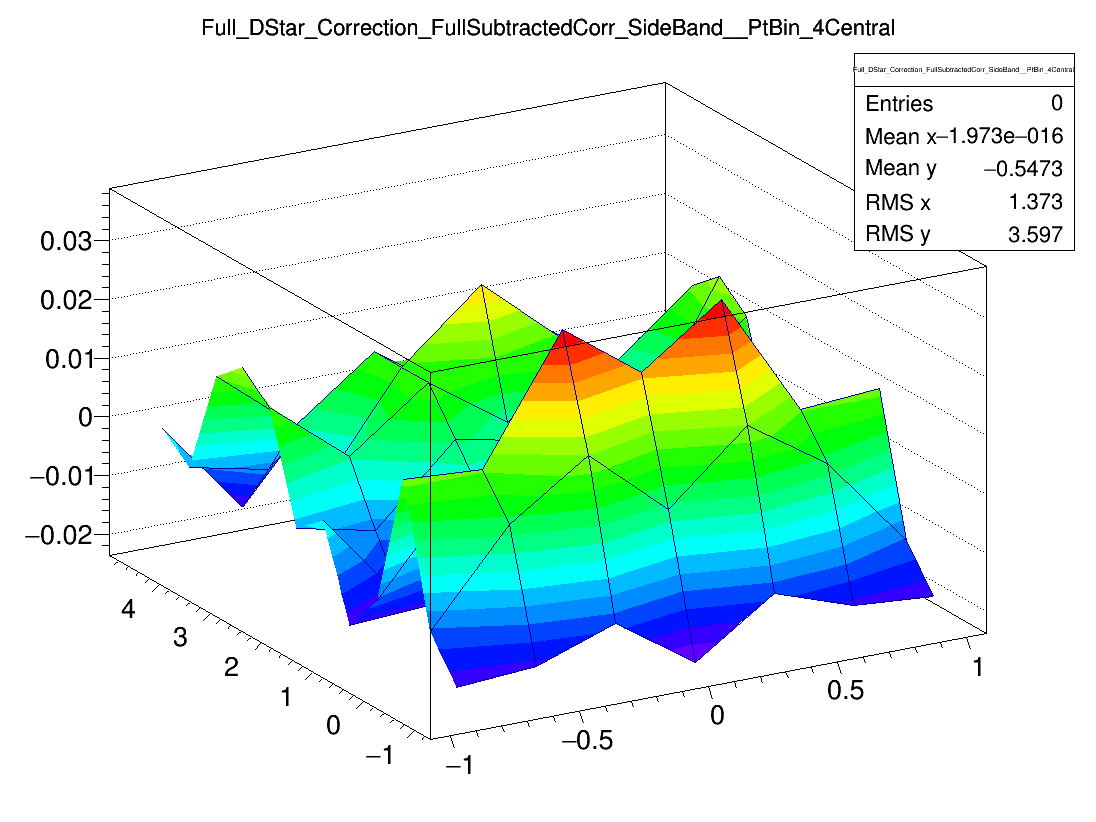 Full_DStar_Correction_FullSubtractedCorr_SideBand__PtBin_4Central
Full_DStar_Correction_FullSubtractedCorr_SideBand__PtBin_4Central
Entries 0
Mean x −1.973e−016
Mean y −0.5473
RMS x 1.373
RMS y 3.597
0.03
0.02
0.01
0
−0.01
−0.02
4
3
2
1
0
−1
−1
−0.5
0
0.5
1